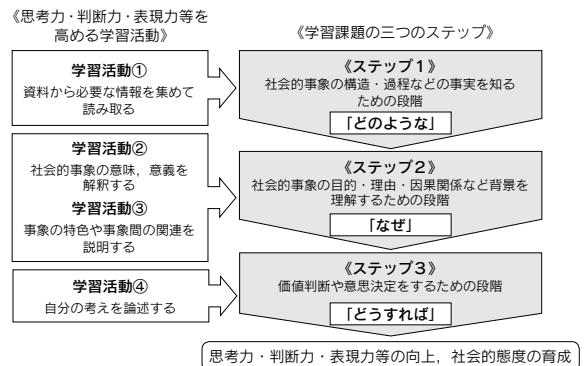 《思考力・判断力・表現力等を
高める学習活動》
《学習課題の三つのステップ》
学習活動①
資料から必要な情報を集めて
読み取る
《ステップ1》
社会的事象の構造・過程などの事実を知る
ための段階
「どのような」
学習活動②
社会的事象の意味，意義を
解釈する
学習活動③
事象の特色や事象間の関連を
説明する
《ステップ2》
社会的事象の目的・理由・因果関係など背景を
理解するための段階
「なぜ」
学習活動④
自分の考えを論述する
《ステップ3》
価値判断や意思決定をするための段階
「どうすれば」
思考力・判断力・表現力等の向上，社会的態度の育成